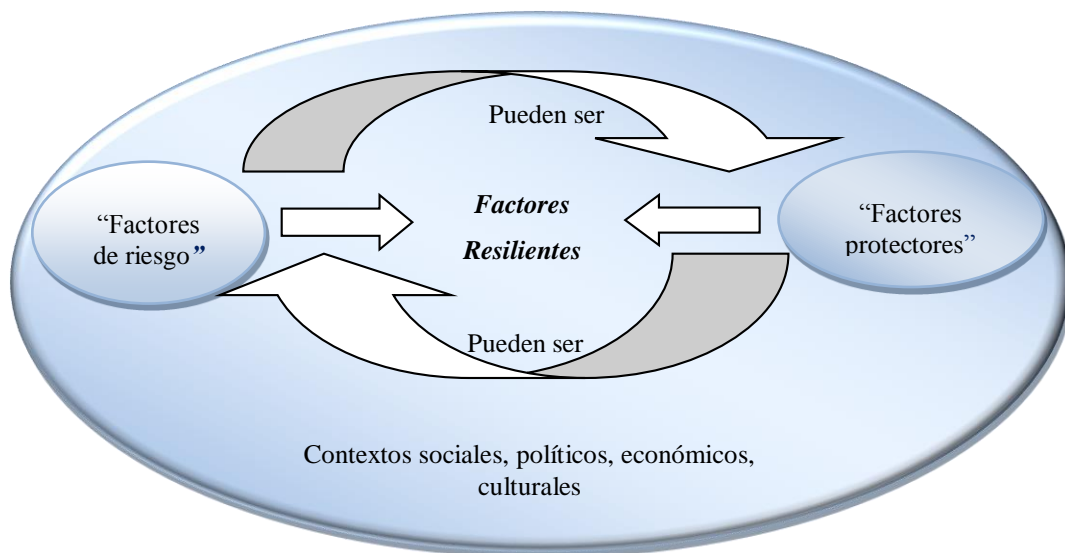 Pueden ser
“Factores
de riesgo”
Factores
Resilientes
“Factores
protectores”
Pueden ser
Contextos sociales, políticos, económicos,
culturales